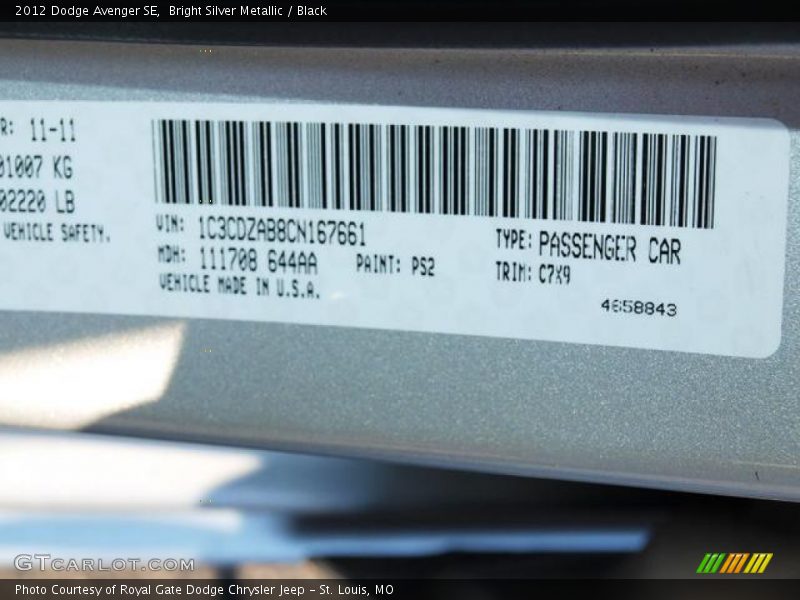 2012 Dodge Avenger SE,  Bright Silver Metallic / Black
R: 11-11
01007 KG
02220 LB
VEHICLE SAFETY.
VIN: 1C3CDZAB8CN167661
TYPE: PASSENGER CAR
MDH: 111708 644AA
PAINT: PS2
TRIM: C7X9
VEHICLE MADE IN U.S.A.
4658843
GTCARLOT.COM
Photo Courtesy of Royal Gate Dodge Chrysler Jeep - St. Louis, MO